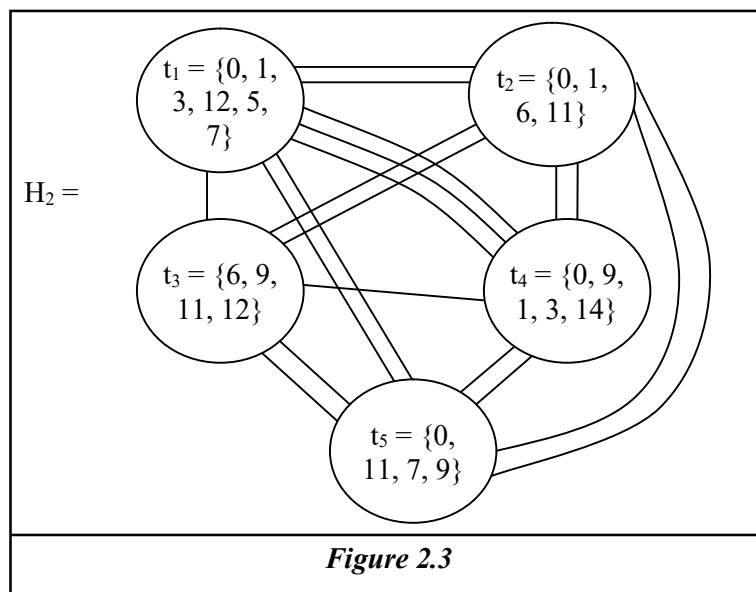 t₁ = {0, 1,
3, 12, 5,
7}
t₂ = {0, 1,
6, 11}
H₂ =
t₃ = {6, 9,
11, 12}
t₄ = {0, 9,
1, 3, 14}
t₅ = {0,
11, 7, 9}
Figure 2.3